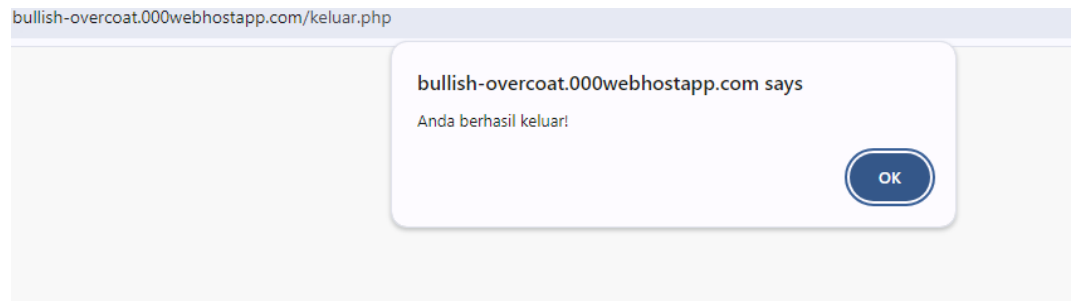 bullish-overcoat.000webhostapp.com/keluar.php
bullish-overcoat.000webhostapp.com says
Anda berhasil keluar!
OK